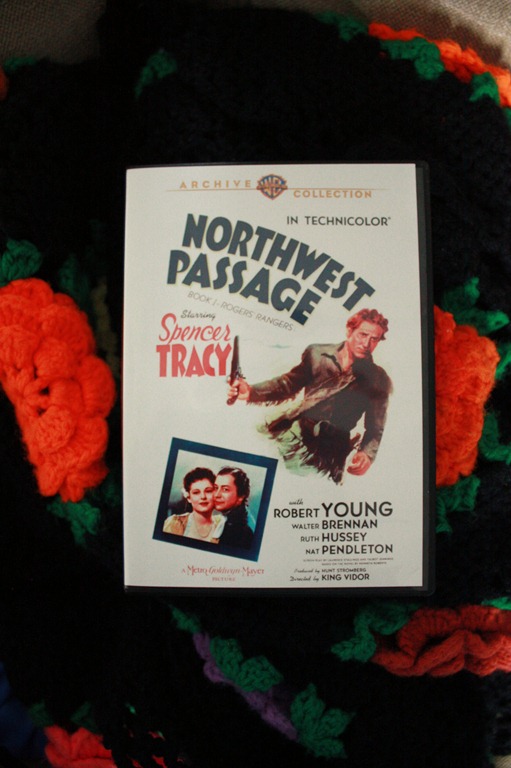 ARCHIVE WB COLLECTION
IN TECHNICOLOR
NORTHWEST
PASSAGE
BOOK I - ROGERS' RANGERS
Starring
Spencer
TRACY
with
ROBERT YOUNG
WALTER BRENNAN
RUTH HUSSEY
NAT PENDLETON
A Metro Goldwyn Mayer
PICTURE
Produced by HUNT STROMBERG
Directed by KING VIDOR